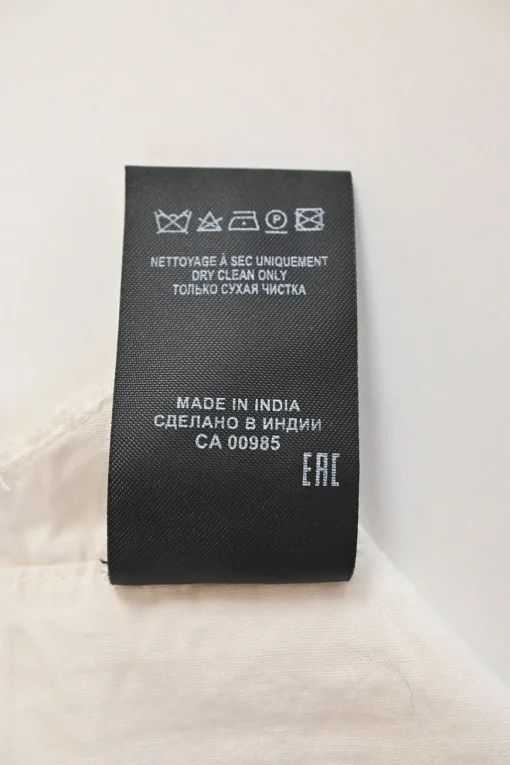 NETTOYAGE À SEC UNIQUEMENT
DRY CLEAN ONLY
ТОЛЬКО СУХАЯ ЧИСТКА
MADE IN INDIA
СДЕЛАНО В ИНДИИ
CA 00985
EAC